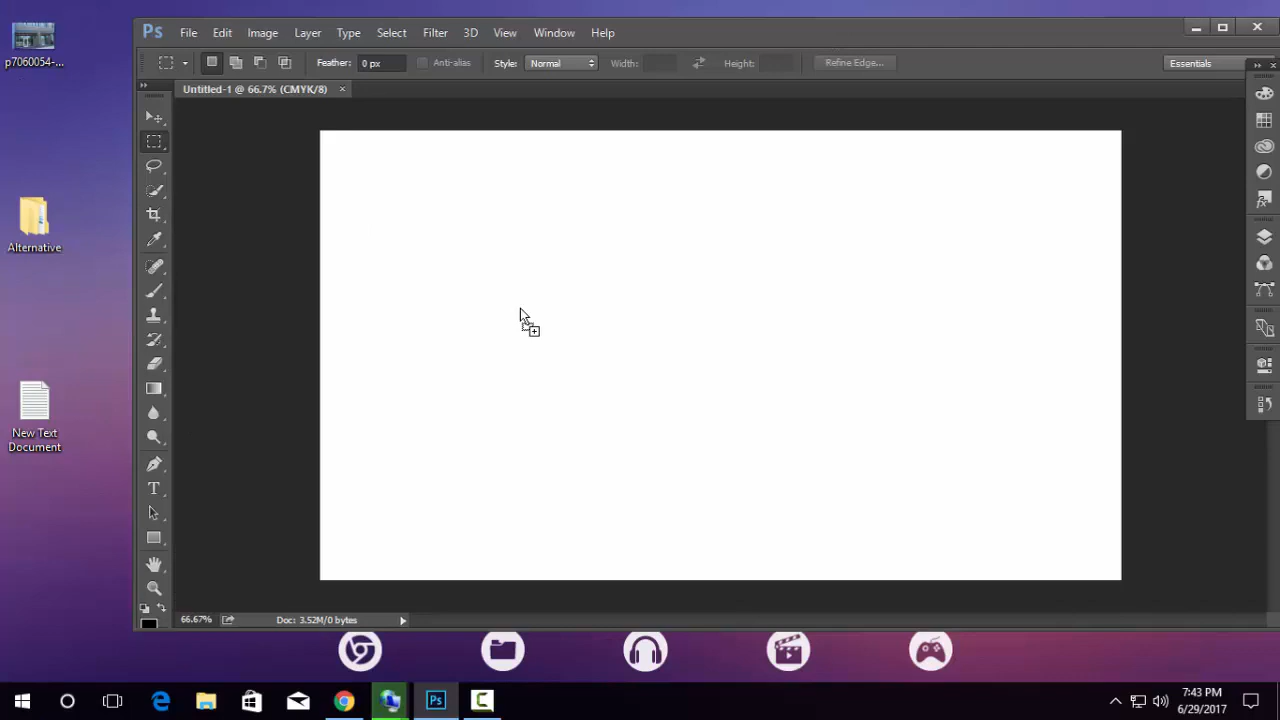 p7060054-...
Alternative
New Text
Document
Ps
File Edit Image Layer Type Select Filter 3D View Window Help
Feather: 0 px Anti-alias Style: Normal Width: Height: Refine Edge... Essentials
Untitled-1 @ 66.7% (CMYK/8) ×
T
66.67% Doc: 3.52M/0 bytes
Ps
7:43 PM
6/29/2017